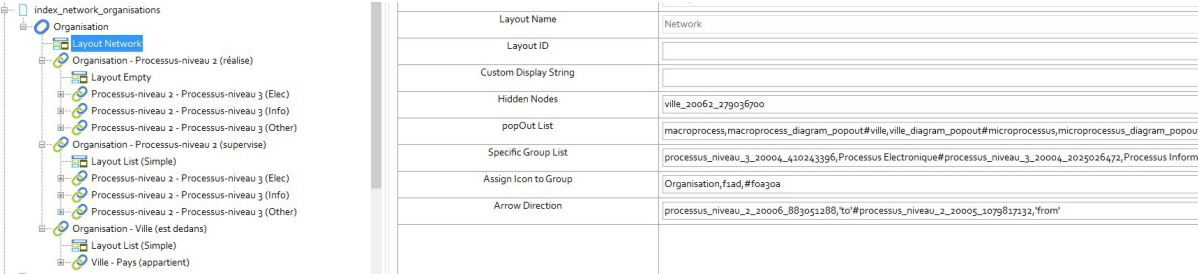 index_network_organisations
Organisation
Layout Network
Organisation - Processus-niveau 2 (réalise)
Layout Empty
Processus-niveau 2 - Processus-niveau 3 (Elec)
Processus-niveau 2 - Processus-niveau 3 (Info)
Processus-niveau 2 - Processus-niveau 3 (Other)
Organisation - Processus-niveau 2 (supervise)
Layout List (Simple)
Processus-niveau 2 - Processus-niveau 3 (Elec)
Processus-niveau 2 - Processus-niveau 3 (Info)
Processus-niveau 2 - Processus-niveau 3 (Other)
Organisation - Ville (est dedans)
Layout List (Simple)
Ville - Pays (appartient)
Layout Name
Network
Layout ID
Custom Display String
Hidden Nodes
ville_20062_279036700
popOut List
macroprocess,macroprocess_diagram_popout#ville,ville_diagram_popout#microprocessus,microprocessus_diagram_popou
Specific Group List
processus_niveau_3_20004_410243396,Processus Electronique#processus_niveau_3_20004_2025026472,Processus Inform
Assign Icon to Group
Organisation,f1ad,#f0a30a
Arrow Direction
processus_niveau_2_20006_883051288,'to'#processus_niveau_2_20005_1079817132,'from'